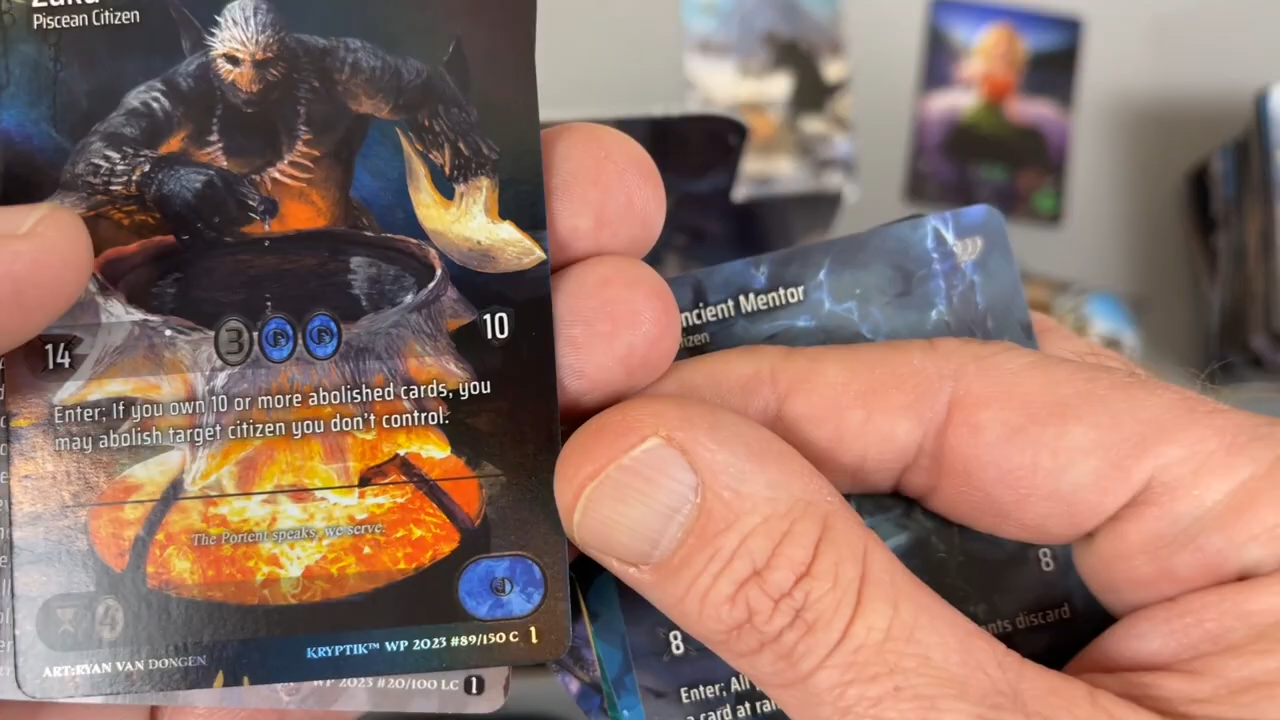 Piscean Citizen
14
3
10
Enter; If you own 10 or more abolished cards, you
may abolish target citizen you don't control.
The Portent speaks, we serve.
4
KRYPTIK™ WP 2023 #89/150 C 1
ART:RYAN VAN DONGEN
WP 2023 #20/100 LC 1
ncient Mentor
izen
8
8
nts discard
Enter; All
a card at ran